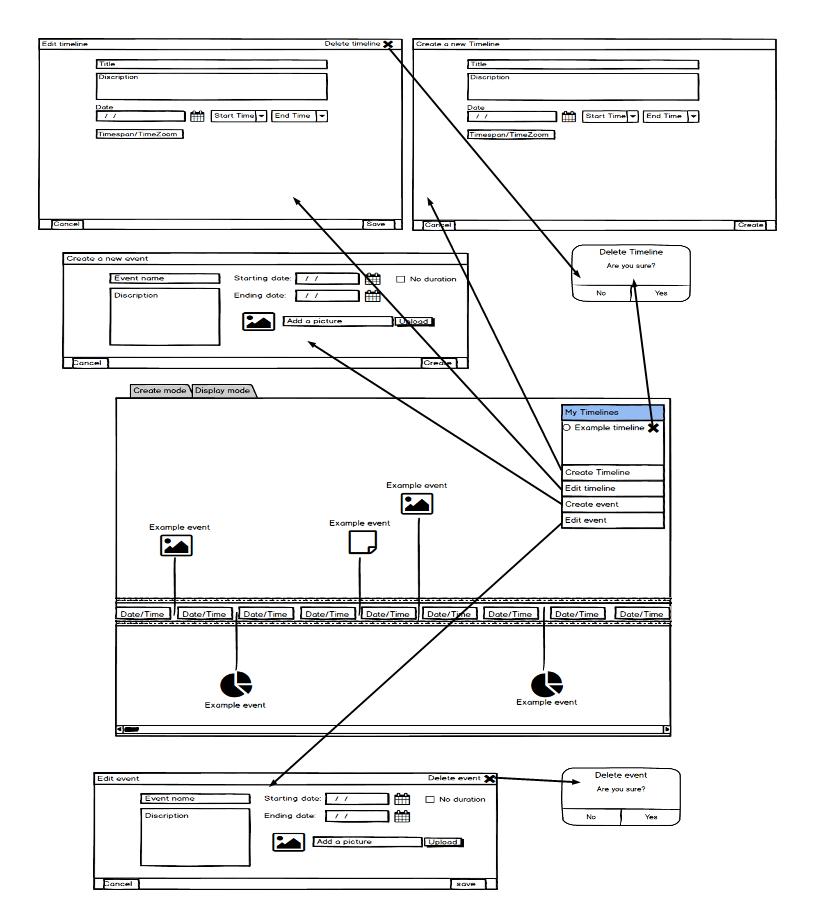 Edit timeline
Delete timeline
Title
Discription
Date
/ /
Start Time
End Time
Timespan/TimeZoom
Cancel
Save
Create a new Timeline
Title
Discription
Date
/ /
Start Time
End Time
Timespan/TimeZoom
Cancel
Create
Delete Timeline
Are you sure?
No
Yes
Create a new event
Event name
Discription
Starting date: / /
No duration
Ending date: / /
Add a picture
Upload
Cancel
Create
Create mode
Display mode
My Timelines
Example timeline
Create Timeline
Edit timeline
Create event
Edit event
Example event
Example event
Example event
Date/Time Date/Time Date/Time Date/Time Date/Time Date/Time Date/Time Date/Time Date/Time
Example event
Example event
Edit event
Delete event
Event name
Discription
Starting date: / /
No duration
Ending date: / /
Add a picture
Upload
Cancel
save
Delete event
Are you sure?
No
Yes